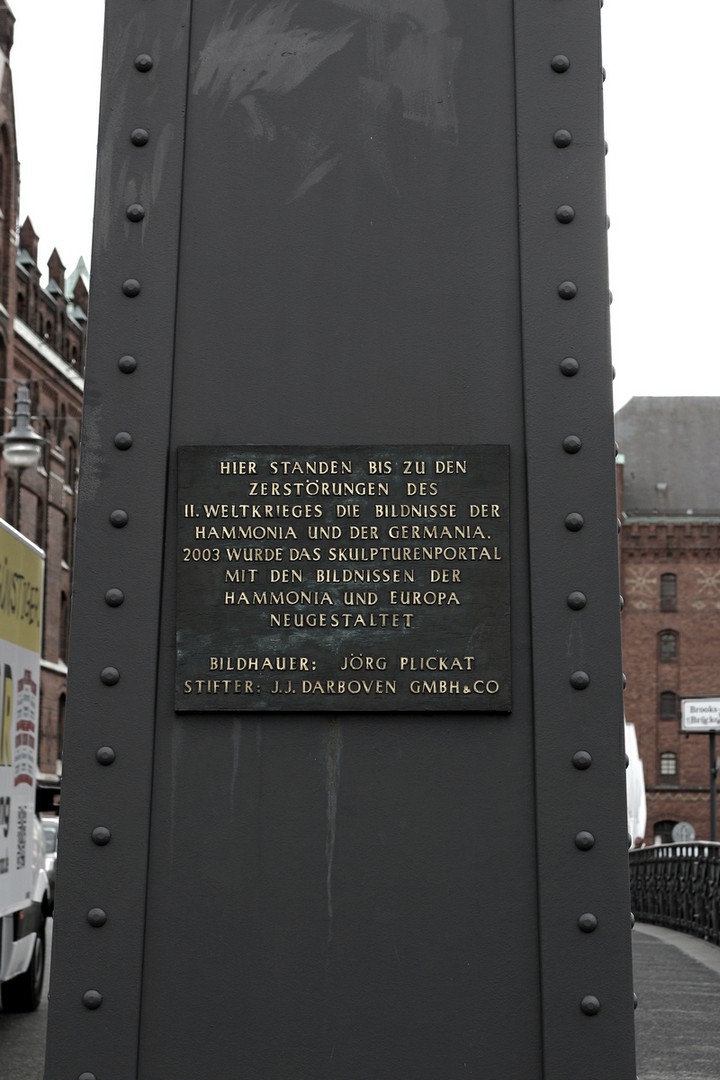 HIER STANDEN BIS ZU DEN
ZERSTÖRUNGEN DES
II. WELTKRIEGES DIE BILDNISSE DER
HAMMONIA UND DER GERMANIA.
2003 WURDE DAS SKULPTURENPORTAL
MIT DEN BILDNISSEN DER
HAMMONIA UND EUROPA
NEUGESTALTET
BILDHAUER: JÖRG PLICKAT
STIFTER: J.J. DARBOVEN GMBH & CO
Brooks-